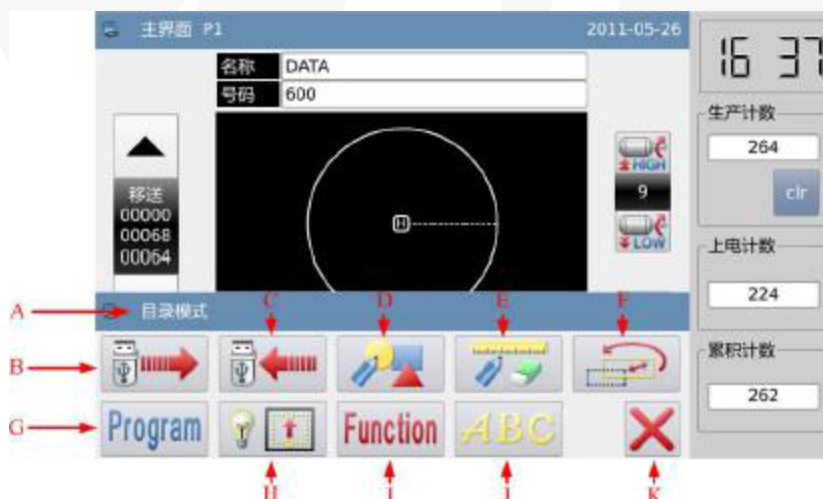 主界面 P1
2011-05-26
16 37
名称 DATA
号码 600
生产计数
264
clr
移送
00000
00068
00064
HIGH
9
LOW
上电计数
224
A
目录模式
C
D
E
F
累积计数
262
B
G
Program
Function
ABC
H
I
J
K